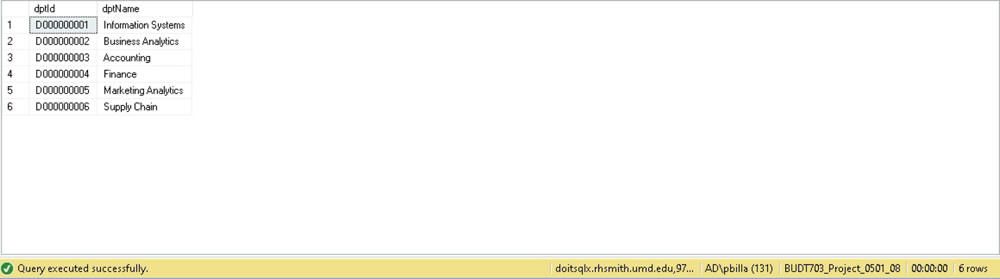 dptId dptName
1 D000000001 Information Systems
2 D000000002 Business Analytics
3 D000000003 Accounting
4 D000000004 Finance
5 D000000005 Marketing Analytics
6 D000000006 Supply Chain
Query executed successfully. doitsqlx.rhsmith.umd.edu,97... AD\pbilla (131) BUDT703_Project_0501_08 00:00:00 6 rows